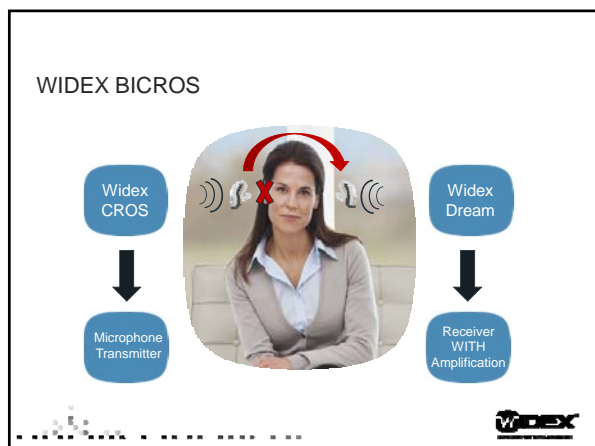 WIDEX BICROS
Widex
CROS
Widex
Dream
X
Microphone
Transmitter
Receiver
WITH
Amplification
WIDEX